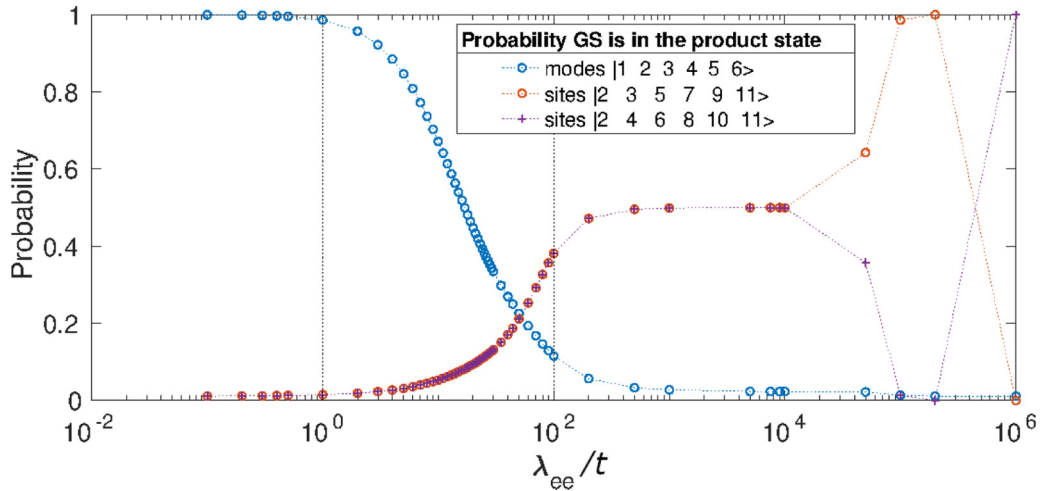 Probability GS is in the product state
modes |1 2 3 4 5 6>
sites |2 3 5 7 9 11>
sites |2 4 6 8 10 11>
Probability
1
0.8
0.6
0.4
0.2
0
10^-2
10^0
10^2
10^4
10^6
λ_ee/t